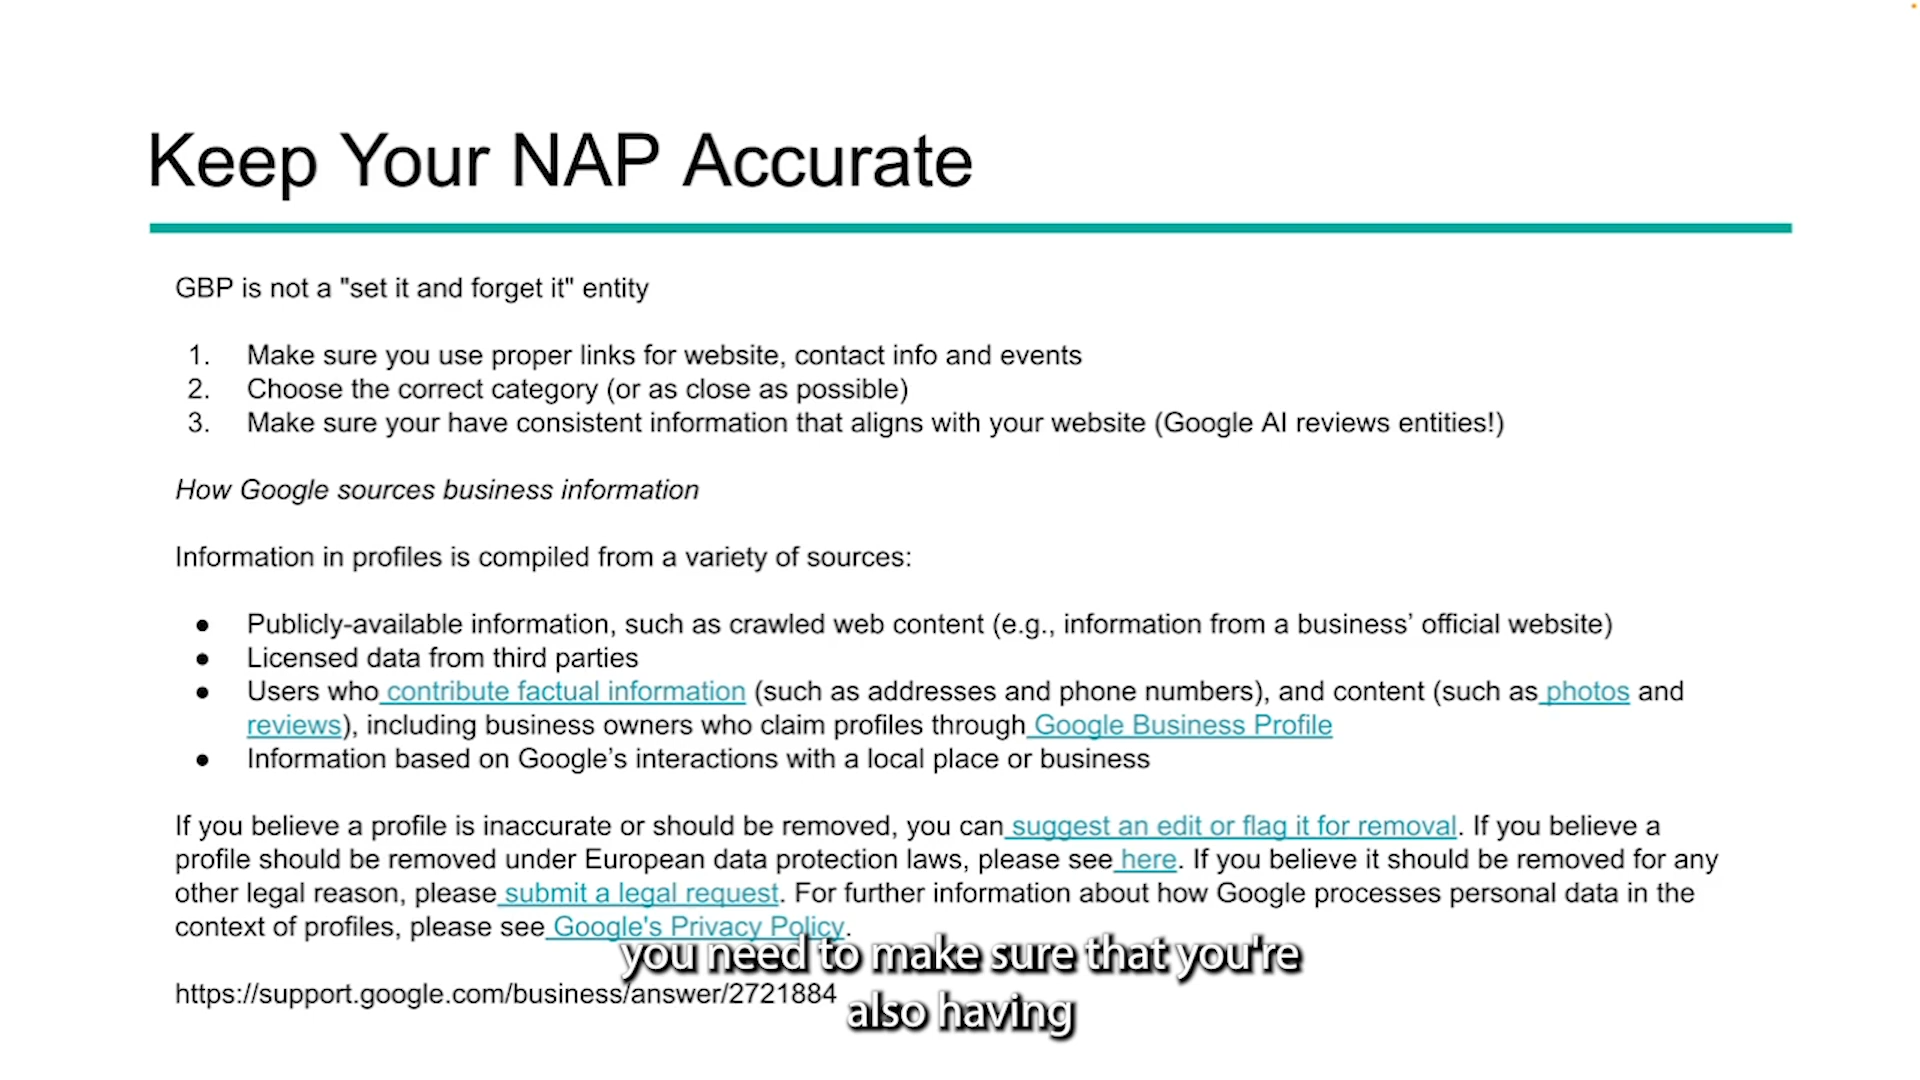 Keep Your NAP Accurate
GBP is not a "set it and forget it" entity
1. Make sure you use proper links for website, contact info and events
2. Choose the correct category (or as close as possible)
3. Make sure your have consistent information that aligns with your website (Google AI reviews entities!)
How Google sources business information
Information in profiles is compiled from a variety of sources:
● Publicly-available information, such as crawled web content (e.g., information from a business’ official website)
● Licensed data from third parties
● Users who contribute factual information (such as addresses and phone numbers), and content (such as photos and
reviews), including business owners who claim profiles through Google Business Profile
● Information based on Google’s interactions with a local place or business
If you believe a profile is inaccurate or should be removed, you can suggest an edit or flag it for removal. If you believe a
profile should be removed under European data protection laws, please see here. If you believe it should be removed for any
other legal reason, please submit a legal request. For further information about how Google processes personal data in the
context of profiles, please see Google's Privacy Policy.
you need to make sure that you're
https://support.google.com/business/answer/2721884
also having